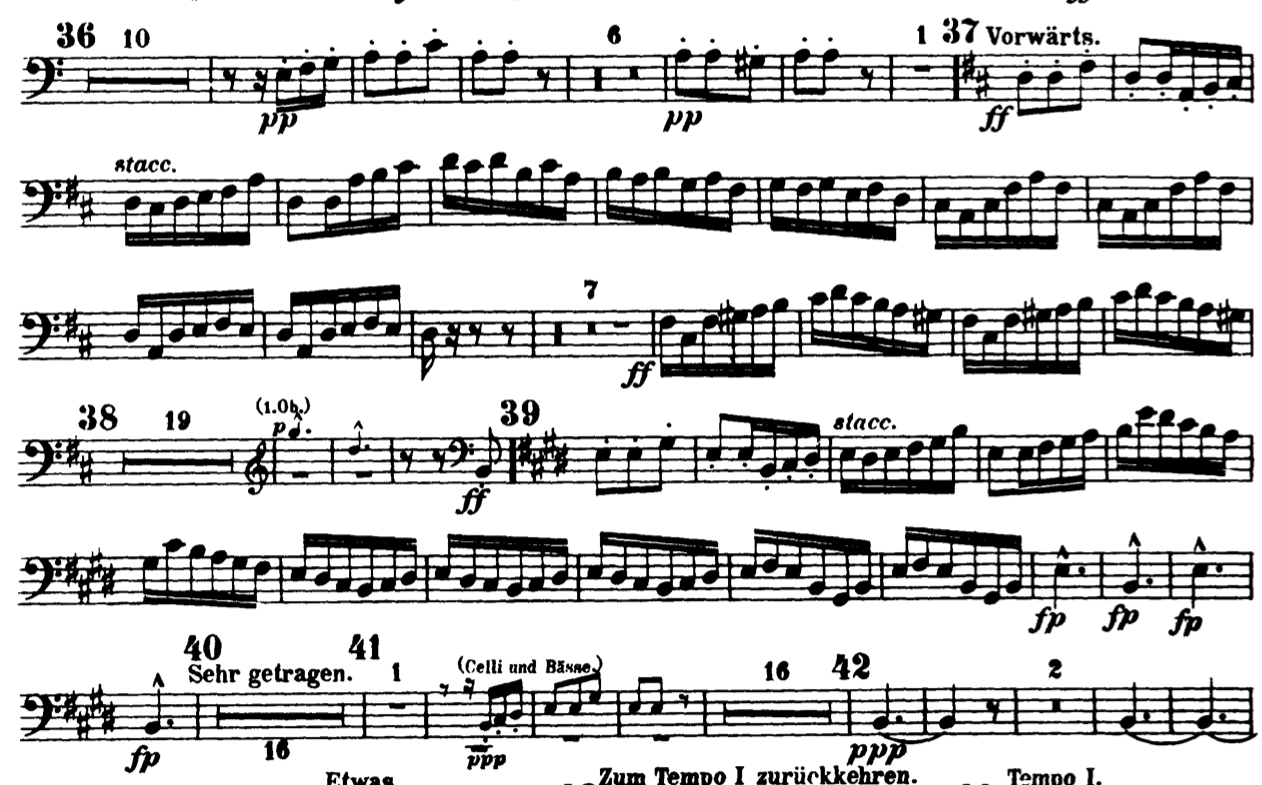 36 10 6 1 37 Vorwärts.
pp pp ff
stacc.
7
ff
38 19 (1.Ob.) 39
p stacc.
ff
fp fp fp
40 41
Sehr getragen. 1 (Celli und Bässe.) 16 42 2
fp 16 ppp ppp
Etwas Zum Tempo I zurückkehren. Tempo I.